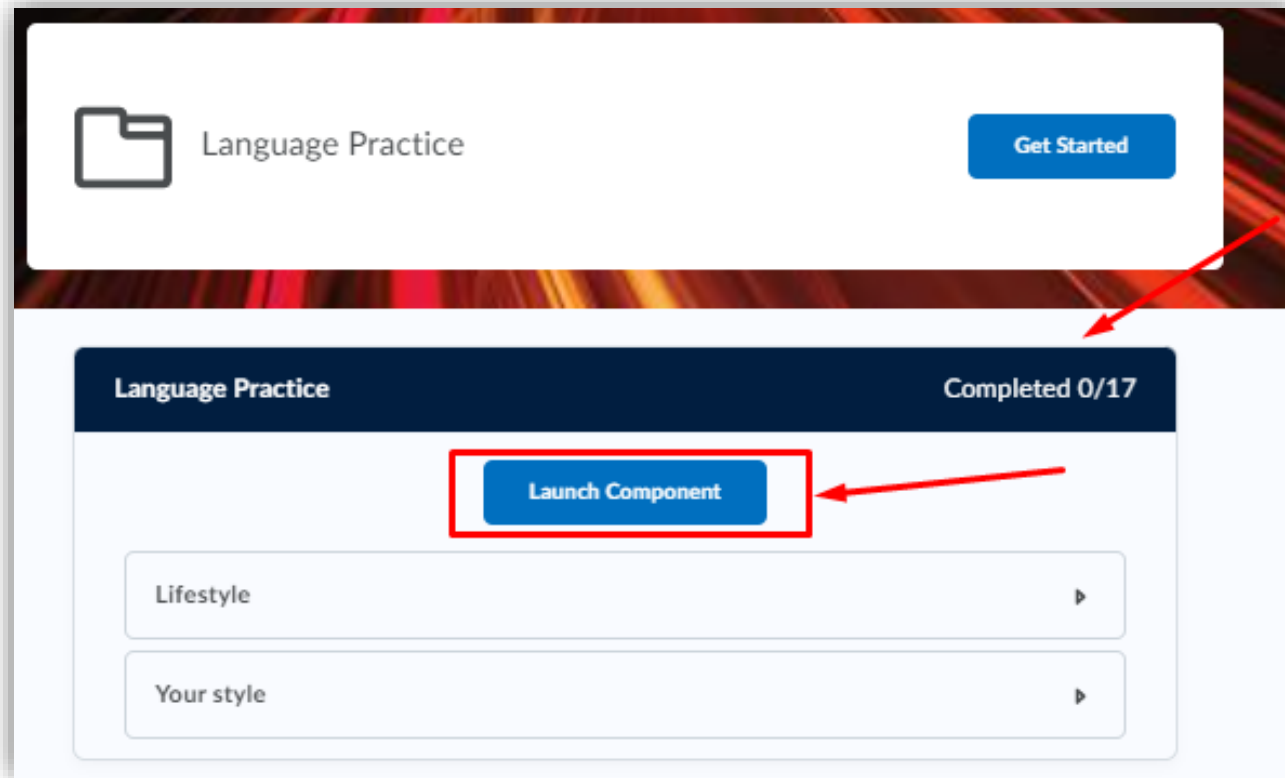 Language Practice
Get Started
Language Practice
Completed 0/17
Launch Component
Lifestyle
Your style